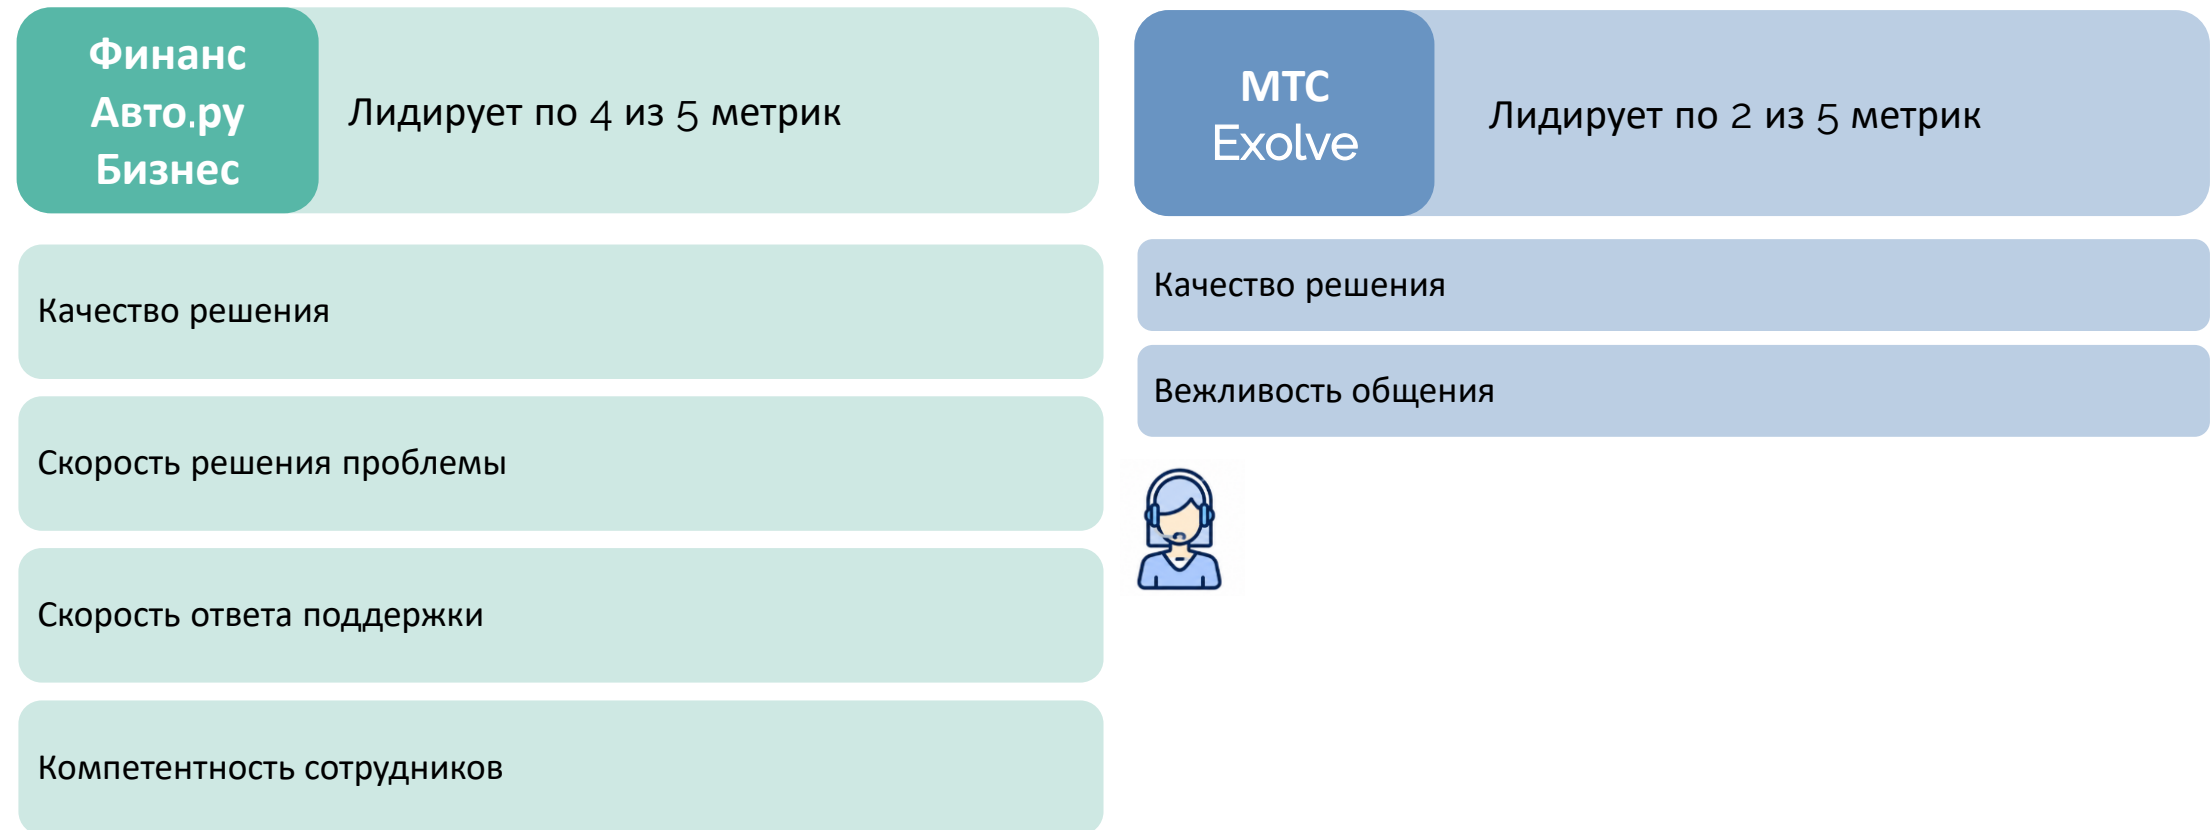 Финанс
Авто.ру
Бизнес
Лидирует по 4 из 5 метрик
Качество решения
Скорость решения проблемы
Скорость ответа поддержки
Компетентность сотрудников
МТС
Exolve
Лидирует по 2 из 5 метрик
Качество решения
Вежливость общения